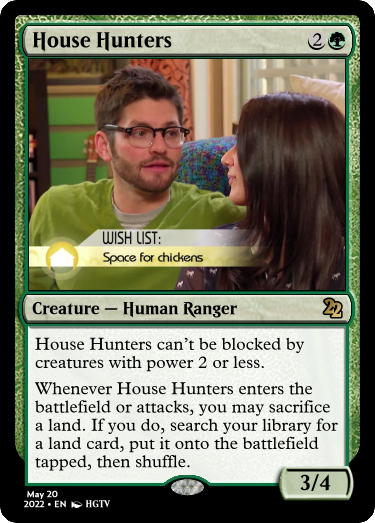 House Hunters 2
WISH LIST:
Space for chickens
Creature — Human Ranger
22
House Hunters can't be blocked by
creatures with power 2 or less.
Whenever House Hunters enters the
battlefield or attacks, you may sacrifice
a land. If you do, search your library for
a land card, put it onto the battlefield
tapped, then shuffle.
3/4
May 20
2022 • EN HGTV